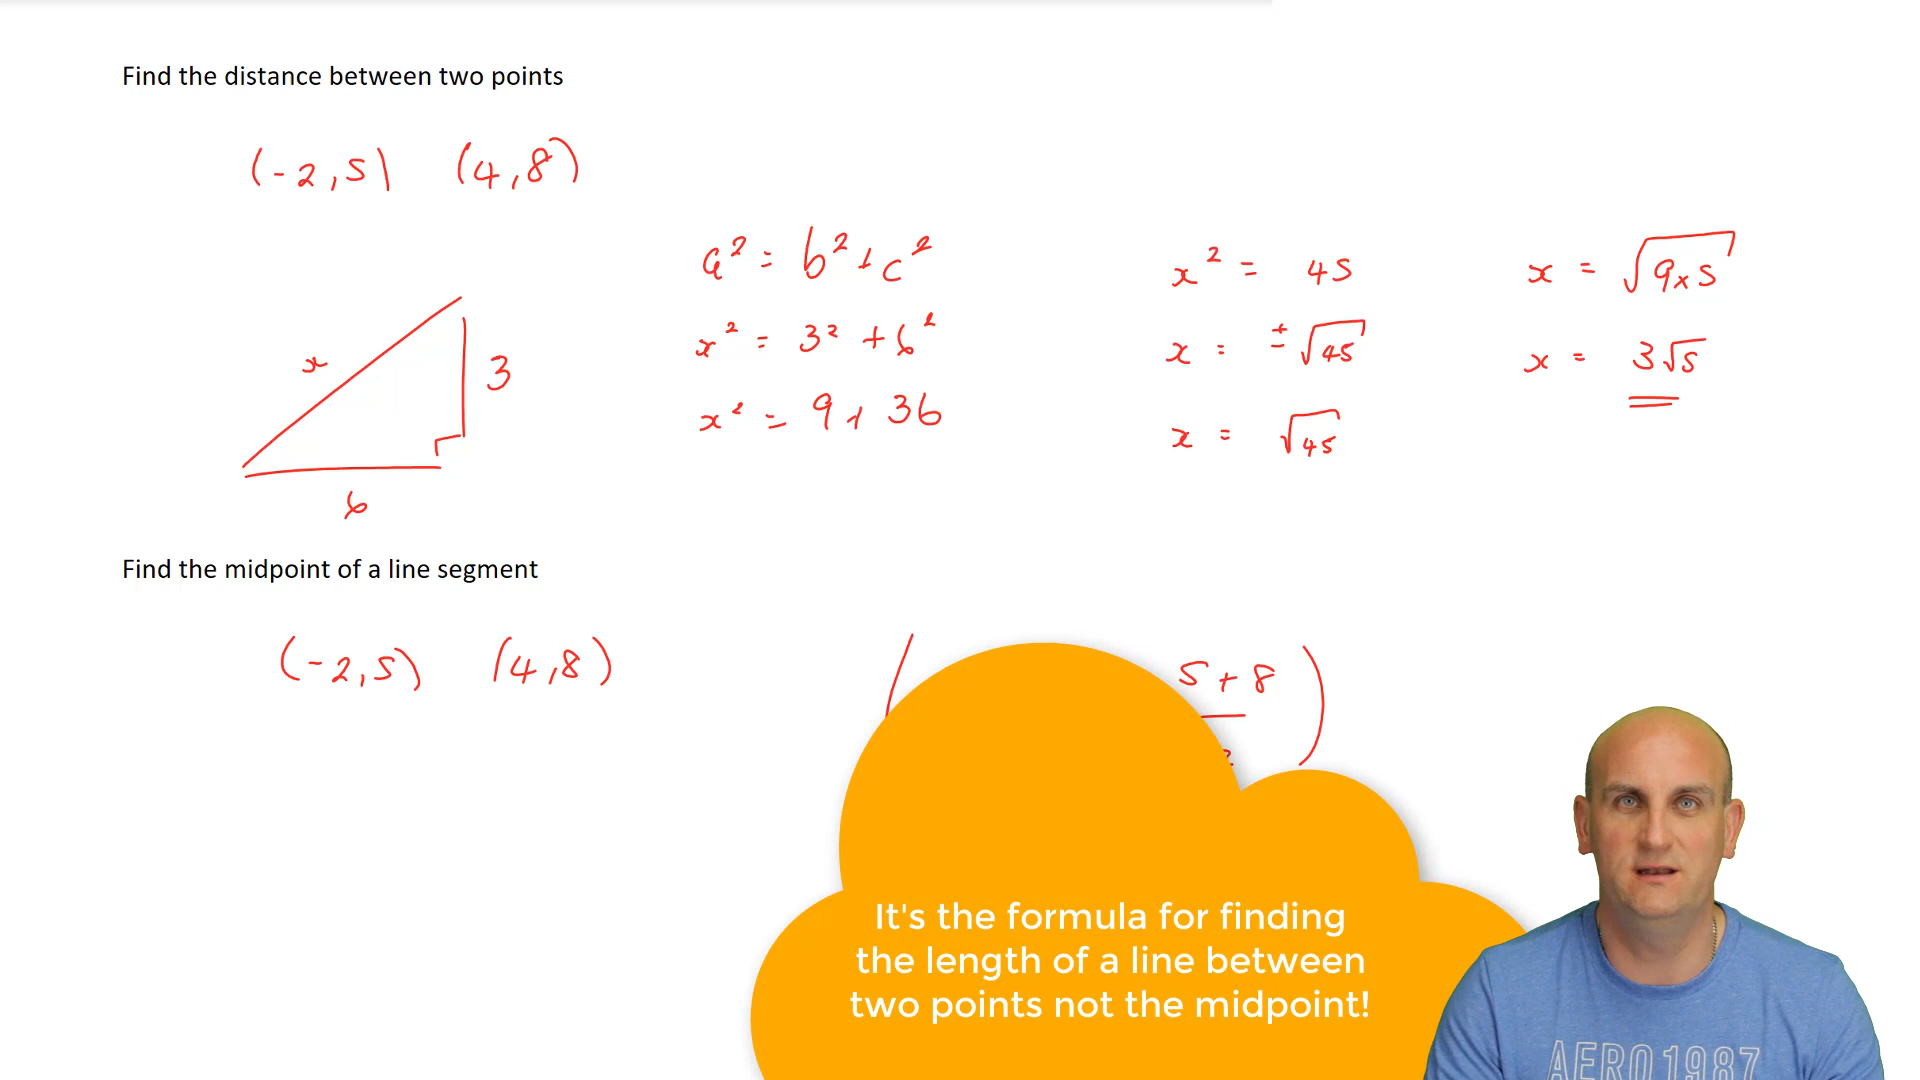 Find the distance between two points
(-2,5) (4,8)
a² = b² + c²
x² = 3² + 6²
x² = 9 + 36
x² = 45
x = ±√45
x = √45
x = √9×5
x = 3√5
x
3
6
Find the midpoint of a line segment
(-2,5) (4,8)
( 5+8 )
It's the formula for finding
the length of a line between
two points not the midpoint!
AERO 1987